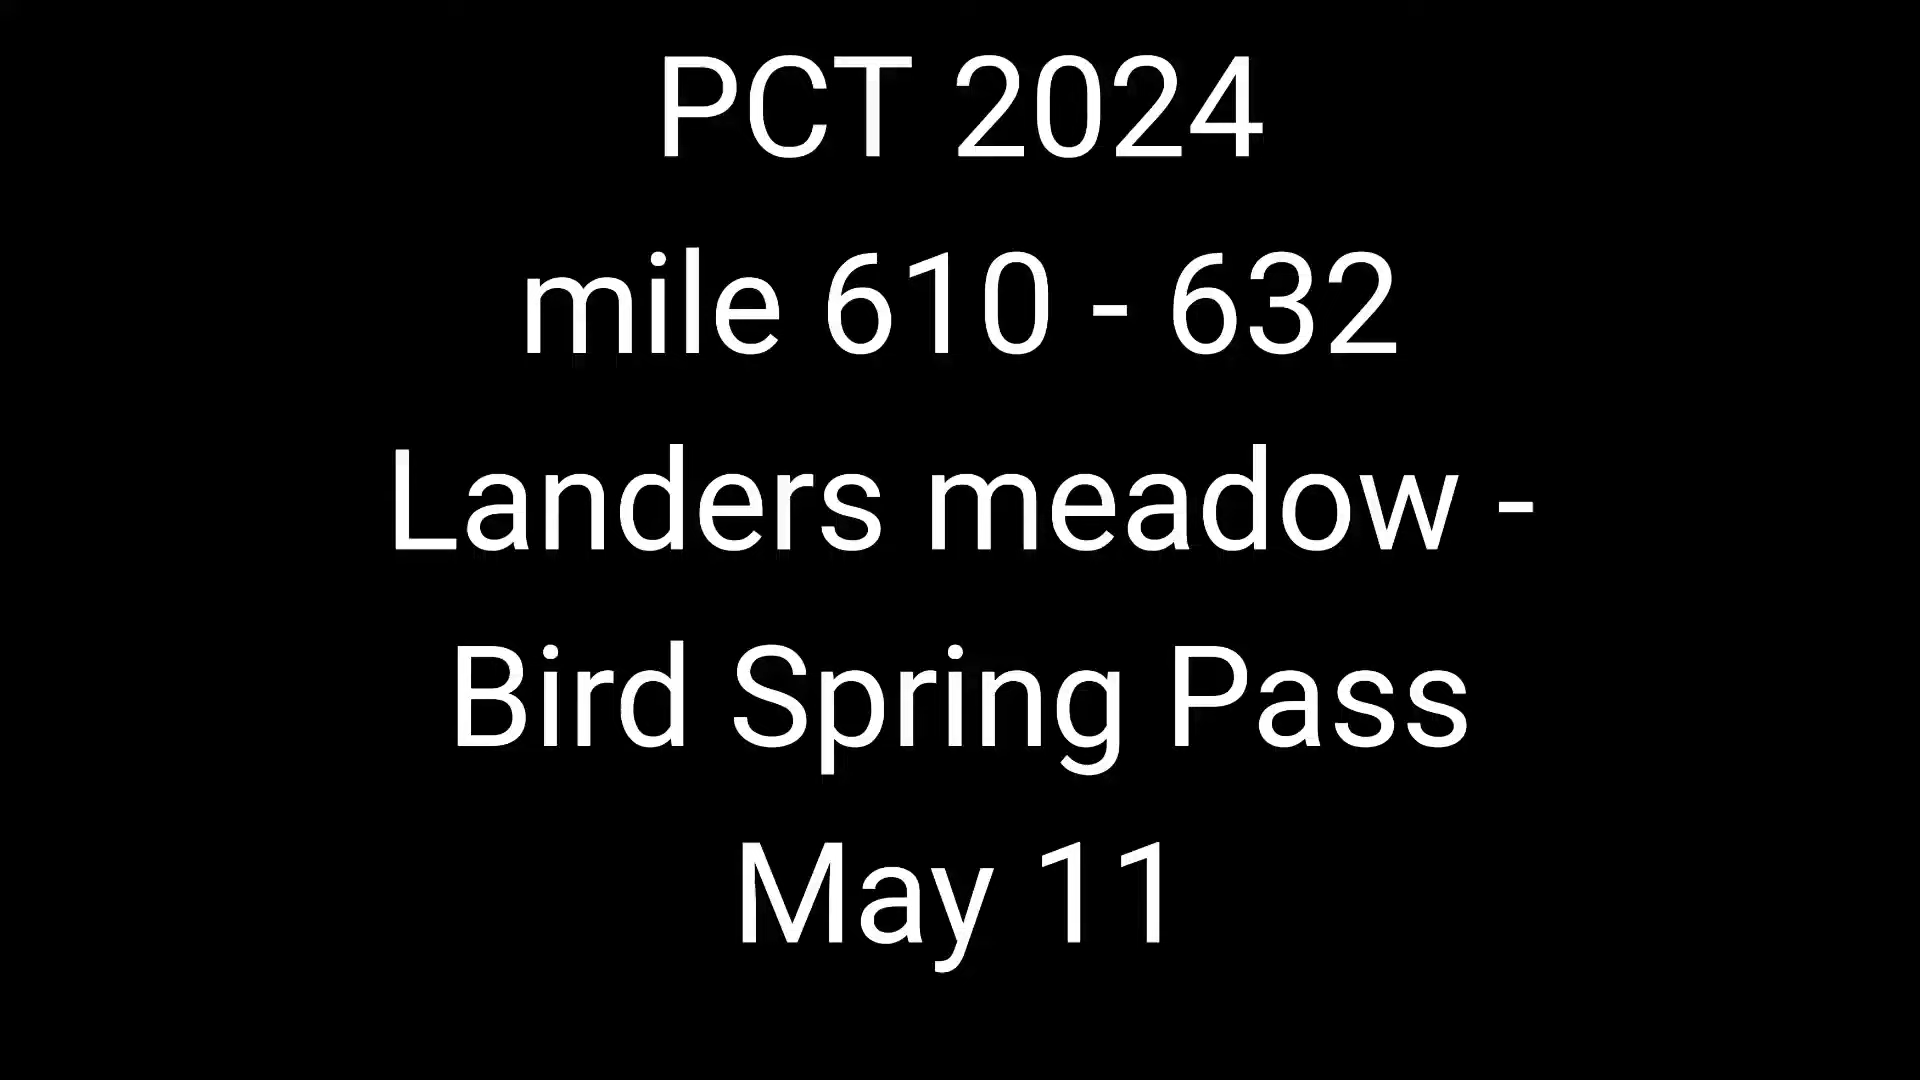 PCT 2024
mile 610 - 632
Landers meadow -
Bird Spring Pass
May 11